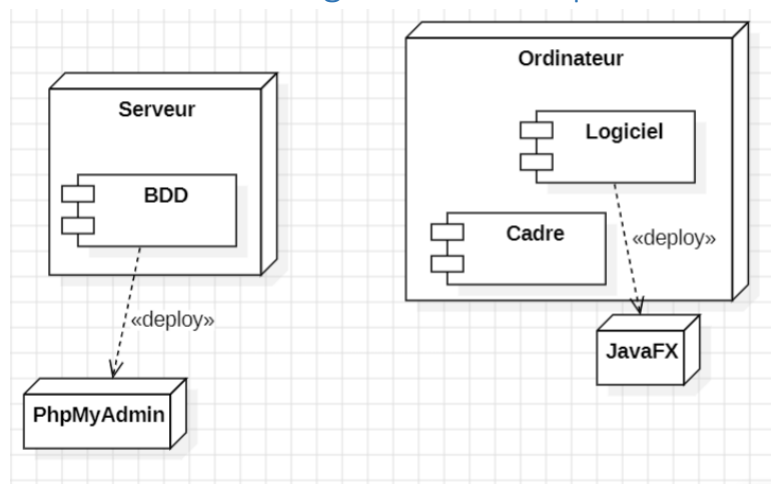 Serveur
BDD
«deploy»
PhpMyAdmin
Ordinateur
Logiciel
Cadre
«deploy»
JavaFX